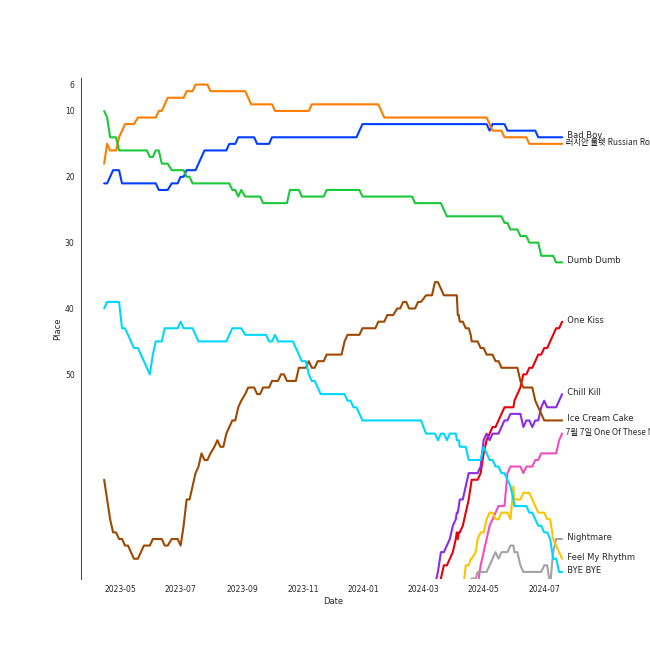 6
10
20
30
40
50
Place
Bad Boy
러시안 룰렛 Russian Ro
Dumb Dumb
One Kiss
Chill Kill
Ice Cream Cake
7월 7일 One Of These N
Nightmare
Feel My Rhythm
BYE BYE
2023-05
2023-07
2023-09
2023-11
2024-01
2024-03
2024-05
2024-07
Date